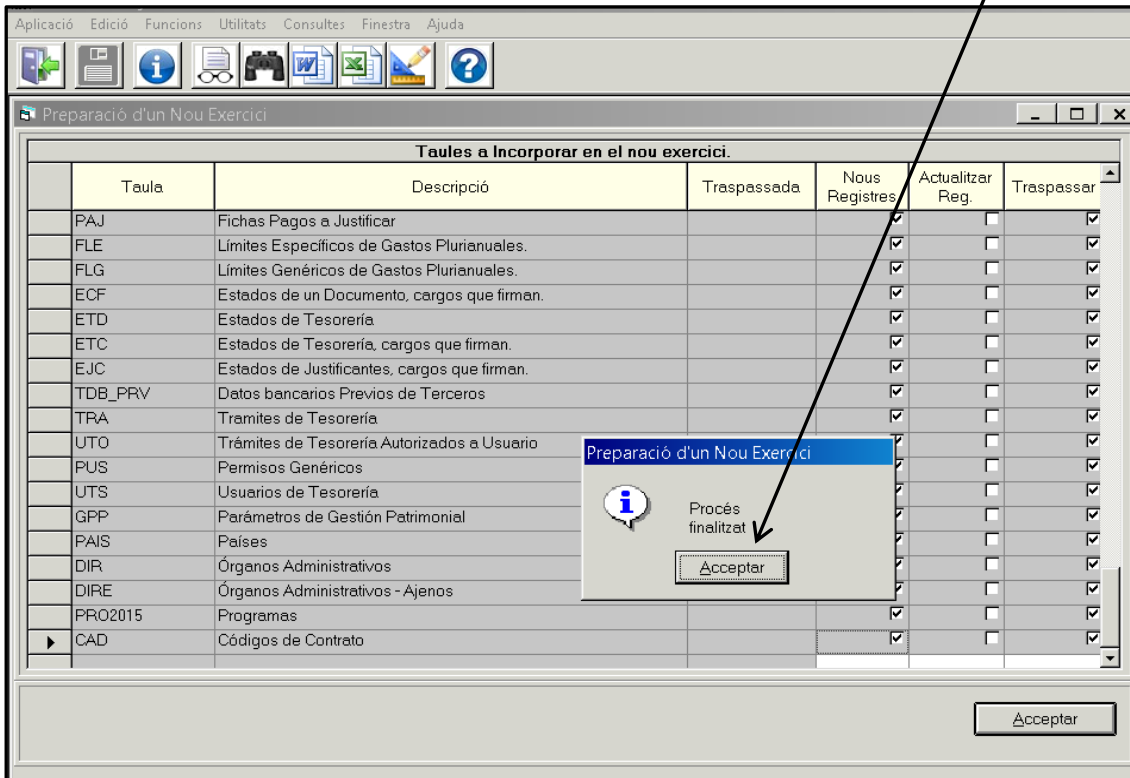 Aplicació Edició Funcions Utilitats Consultes Finestra Ajuda
Preparació d'un Nou Exercici
Taules a Incorporar en el nou exercici.
Taula Descripció Traspassada Nous Registres Actualitzar Reg. Traspassar
PAJ Fichas Pagos a Justificar
FLE Límites Específicos de Gastos Plurianuales.
FLG Límites Genéricos de Gastos Plurianuales.
ECF Estados de un Documento, cargos que firman.
ETD Estados de Tesorería
ETC Estados de Tesorería, cargos que firman.
EJC Estados de Justificantes, cargos que firman.
TDB_PRV Datos bancarios Previos de Terceros
TRA Tramites de Tesorería
UTO Trámites de Tesorería Autorizados a Usuario
PUS Permisos Genéricos
UTS Usuarios de Tesorería
GPP Parámetros de Gestión Patrimonial
PAIS Países
DIR Órganos Administrativos
DIRE Órganos Administrativos - Ajenos
PRO2015 Programas
CAD Códigos de Contrato
Preparació d'un Nou Exercici
Procés
finalitzat
Acceptar
Acceptar